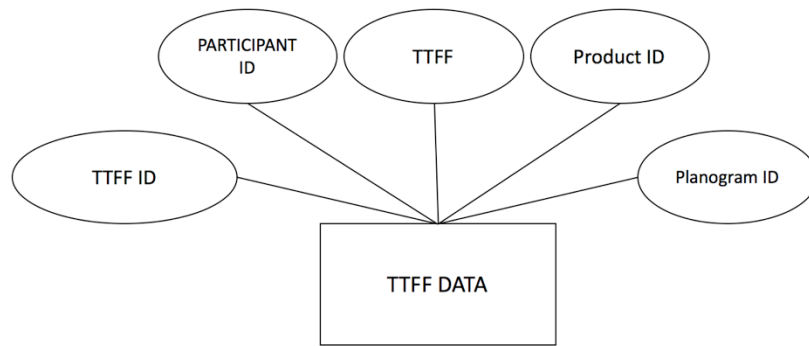 PARTICIPANT
ID
TTFF
Product ID
TTFF ID
Planogram ID
TTFF DATA